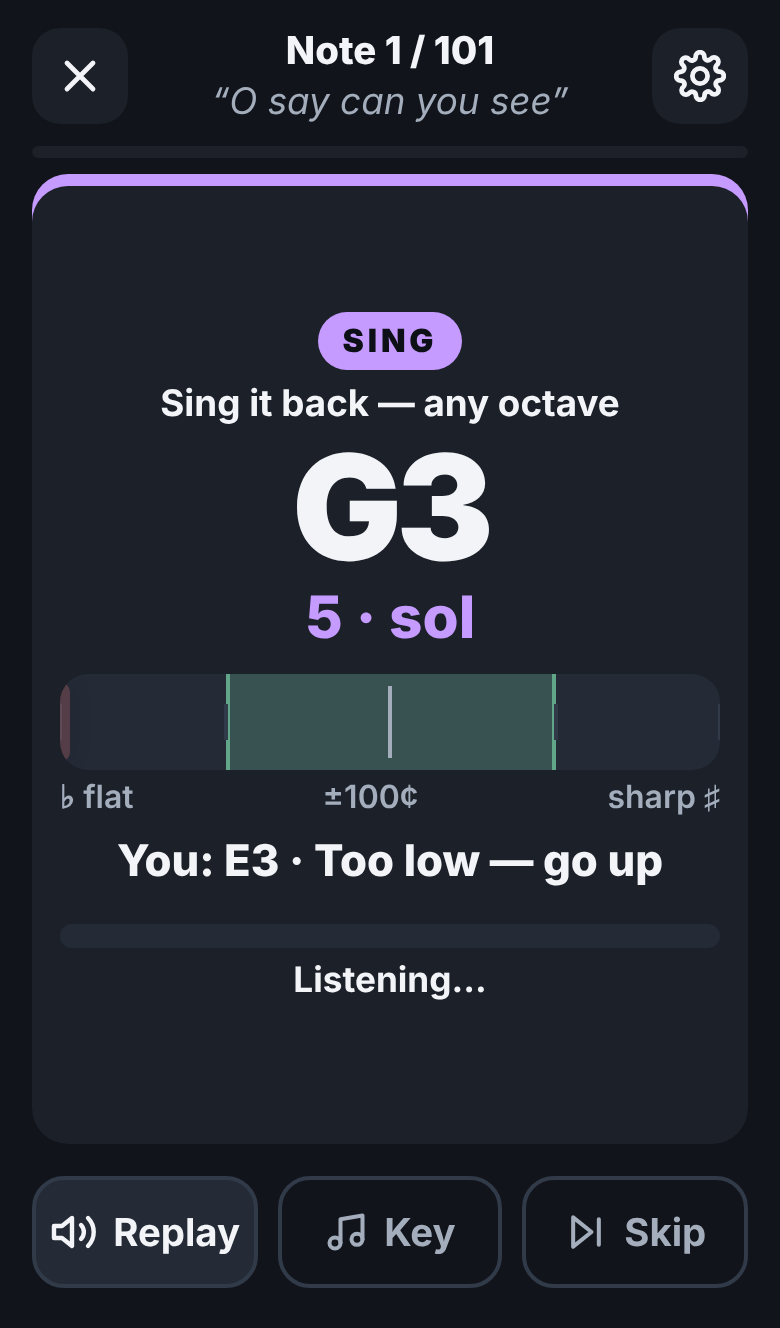 Note 1 / 101
“O say can you see”
SING
Sing it back — any octave
G3
5 · sol
♭ flat
±100¢
sharp ♯
You: E3 · Too low — go up
Listening…
Replay
Key
Skip